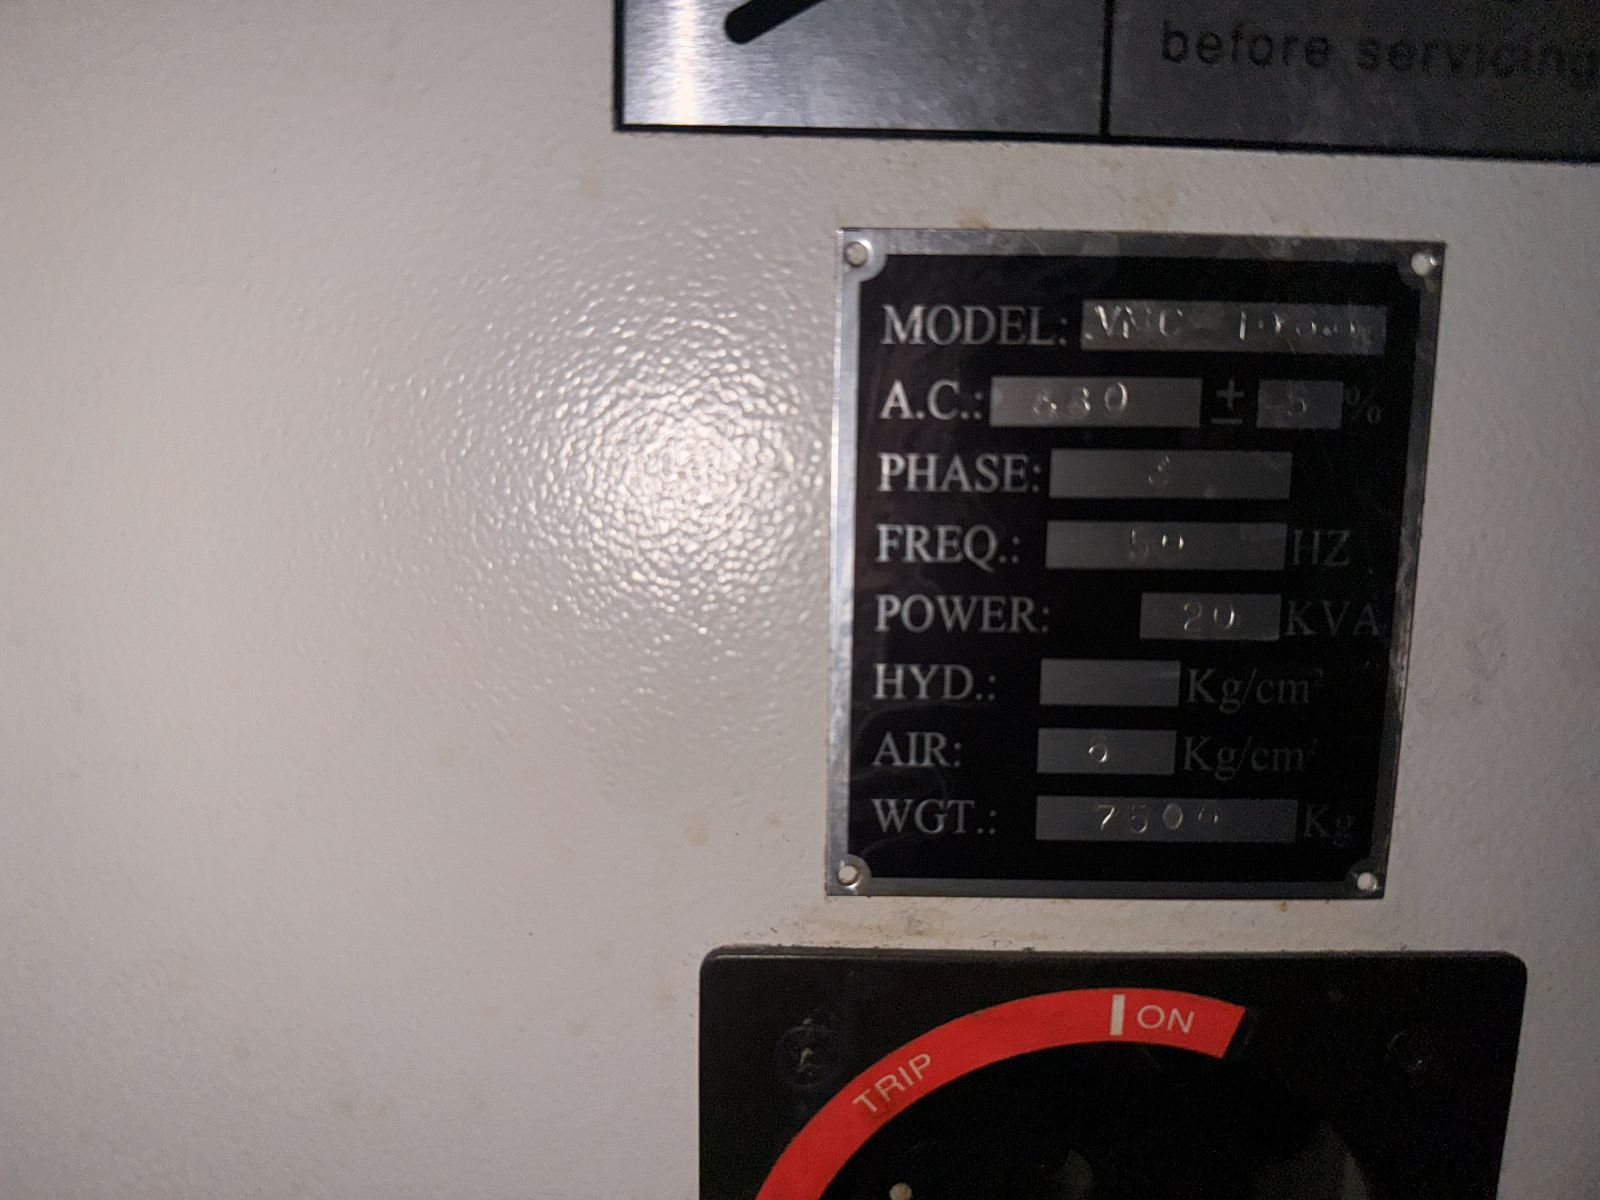 before servicing
MODEL:
A.C.: ± 5 %
PHASE: 3
FREQ.: 50 HZ
POWER: 20 KVA
HYD.: Kg/cm²
AIR: 6 Kg/cm²
WGT.: 7500 Kg
ON
TRIP